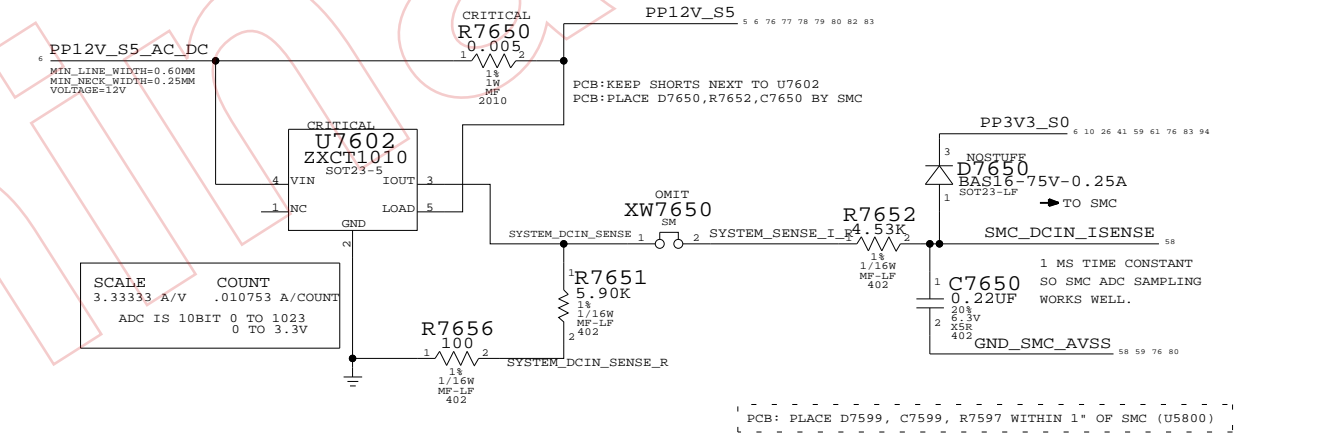 PP12V_S5
5 6 76 77 78 79 80 82 83
CRITICAL
R7650
0.005
1 2
1%
1W
MF
2010
6
PP12V_S5_AC_DC
MIN_LINE_WIDTH=0.60MM
MIN_NECK_WIDTH=0.25MM
VOLTAGE=12V
PCB:KEEP SHORTS NEXT TO U7602
PCB:PLACE D7650,R7652,C7650 BY SMC
CRITICAL
U7602
ZXCT1010
SOT23-5
4 VIN
IOUT 3
1 NC
LOAD 5
GND
2
PP3V3_S0
6 10 26 41 59 61 76 83 94
3
NOSTUFF
D7650
BAS16-75V-0.25A
SOT23-LF
1
TO SMC
OMIT
XW7650
SM
1 2
SYSTEM_DCIN_SENSE
SYSTEM_SENSE_I_R
R7652
4.53K
1 2
1%
1/16W
MF-LF
402
SMC_DCIN_ISENSE
58
1 MS TIME CONSTANT
SO SMC ADC SAMPLING
WORKS WELL.
1
C7650
0.22UF
20%
6.3V
X5R
402
2
GND_SMC_AVSS
58 59 76 80
1
R7651
5.90K
1%
1/16W
MF-LF
402
2
SCALE COUNT
3.33333 A/V .010753 A/COUNT
ADC IS 10BIT 0 TO 1023
0 TO 3.3V
R7656
100
1 2
1%
1/16W
MF-LF
402
SYSTEM_DCIN_SENSE_R
PCB: PLACE D7599, C7599, R7597 WITHIN 1" OF SMC (U5800)